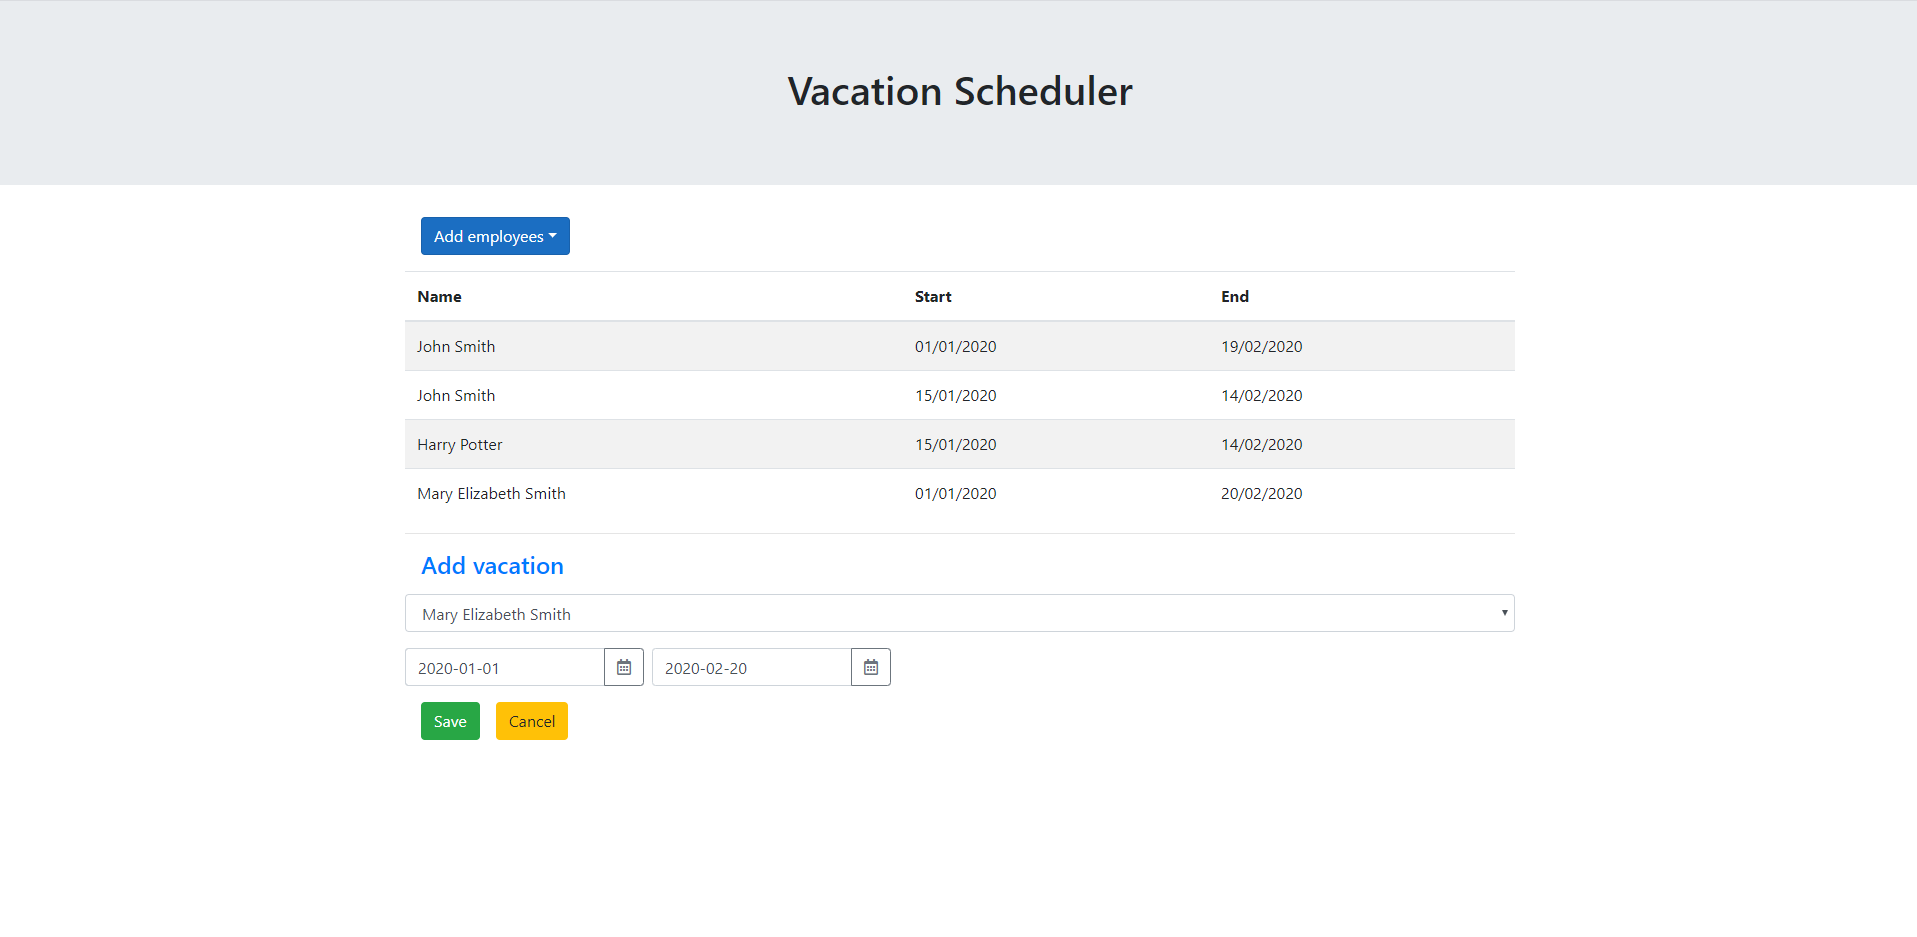 Vacation Scheduler
Add employees
Name Start End
John Smith 01/01/2020 19/02/2020
John Smith 15/01/2020 14/02/2020
Harry Potter 15/01/2020 14/02/2020
Mary Elizabeth Smith 01/01/2020 20/02/2020
Add vacation
Mary Elizabeth Smith
2020-01-01 2020-02-20
Save Cancel